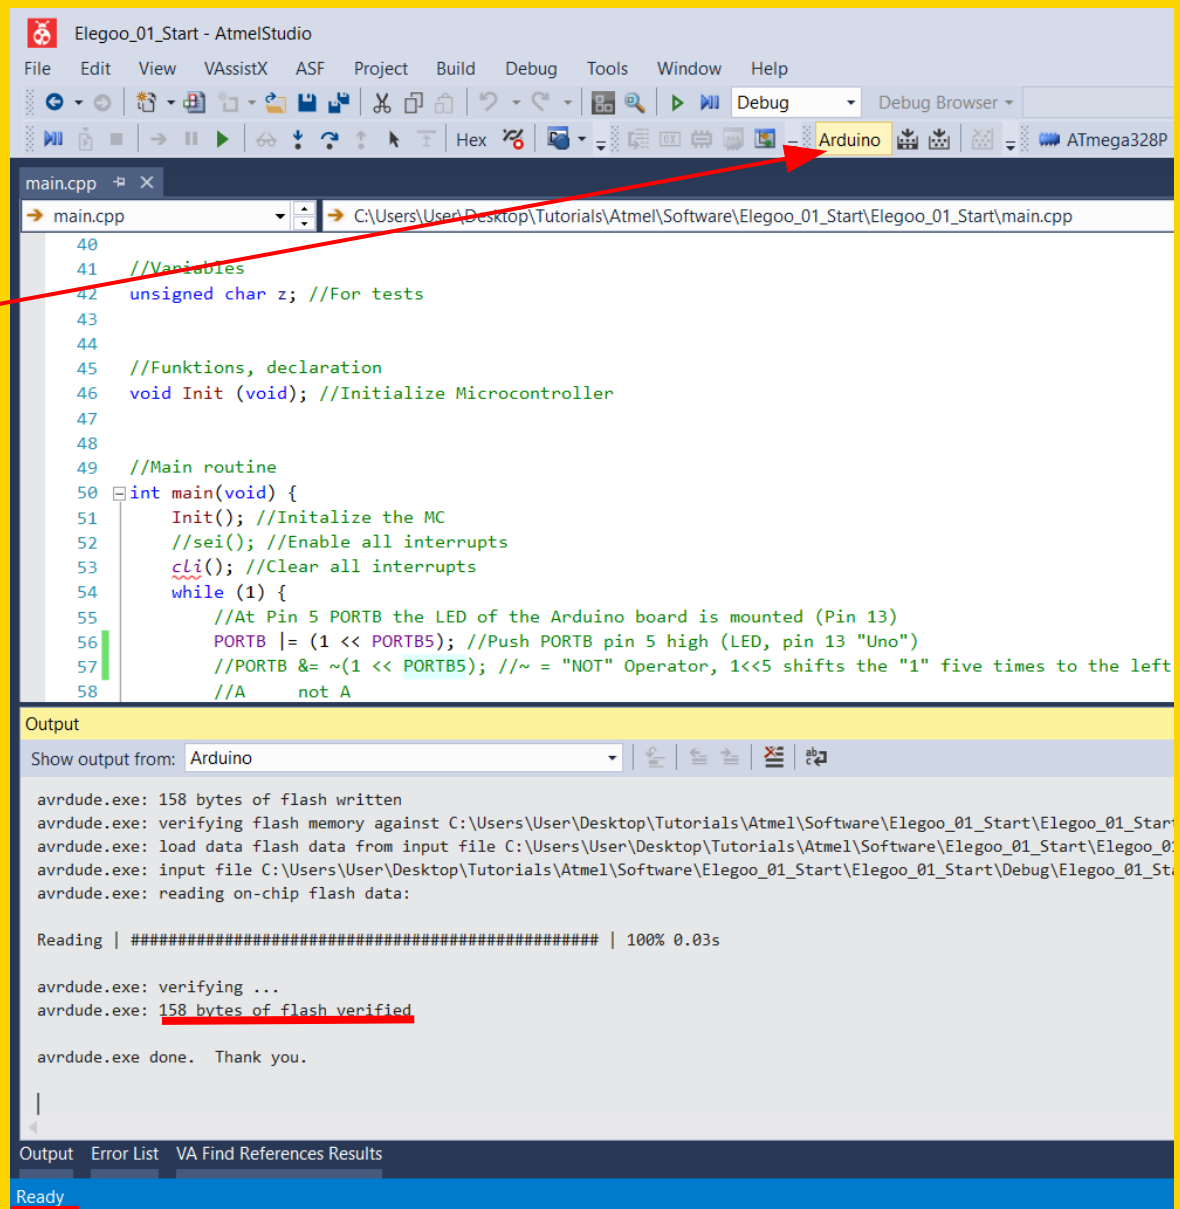 Elegoo_01_Start - AtmelStudio
File Edit View VAssistX ASF Project Build Debug Tools Window Help
Debug Debug Browser
Hex Arduino ATmega328P
main.cpp
main.cpp C:\Users\User\Desktop\Tutorials\Atmel\Software\Elegoo_01_Start\Elegoo_01_Start\main.cpp
40
41 //Variables
42 unsigned char z; //For tests
43
44
45 //Funktions, declaration
46 void Init (void); //Initialize Microcontroller
47
48
49 //Main routine
50 int main(void) {
51 Init(); //Initalize the MC
52 //sei(); //Enable all interrupts
53 cli(); //Clear all interrupts
54 while (1) {
55 //At Pin 5 PORTB the LED of the Arduino board is mounted (Pin 13)
56 PORTB |= (1 << PORTB5); //Push PORTB pin 5 high (LED, pin 13 "Uno")
57 //PORTB &= ~(1 << PORTB5); //~ = "NOT" Operator, 1<<5 shifts the "1" five times to the left
58 //A not A
Output
Show output from: Arduino
avrdude.exe: 158 bytes of flash written
avrdude.exe: verifying flash memory against C:\Users\User\Desktop\Tutorials\Atmel\Software\Elegoo_01_Start\Elegoo_01_Start
avrdude.exe: load data flash data from input file C:\Users\User\Desktop\Tutorials\Atmel\Software\Elegoo_01_Start\Elegoo_0
avrdude.exe: input file C:\Users\User\Desktop\Tutorials\Atmel\Software\Elegoo_01_Start\Elegoo_01_Start\Debug\Elegoo_01_Sta
avrdude.exe: reading on-chip flash data:
Reading | ################################################## | 100% 0.03s
avrdude.exe: verifying ...
avrdude.exe: 158 bytes of flash verified
avrdude.exe done. Thank you.
Output Error List VA Find References Results
Ready